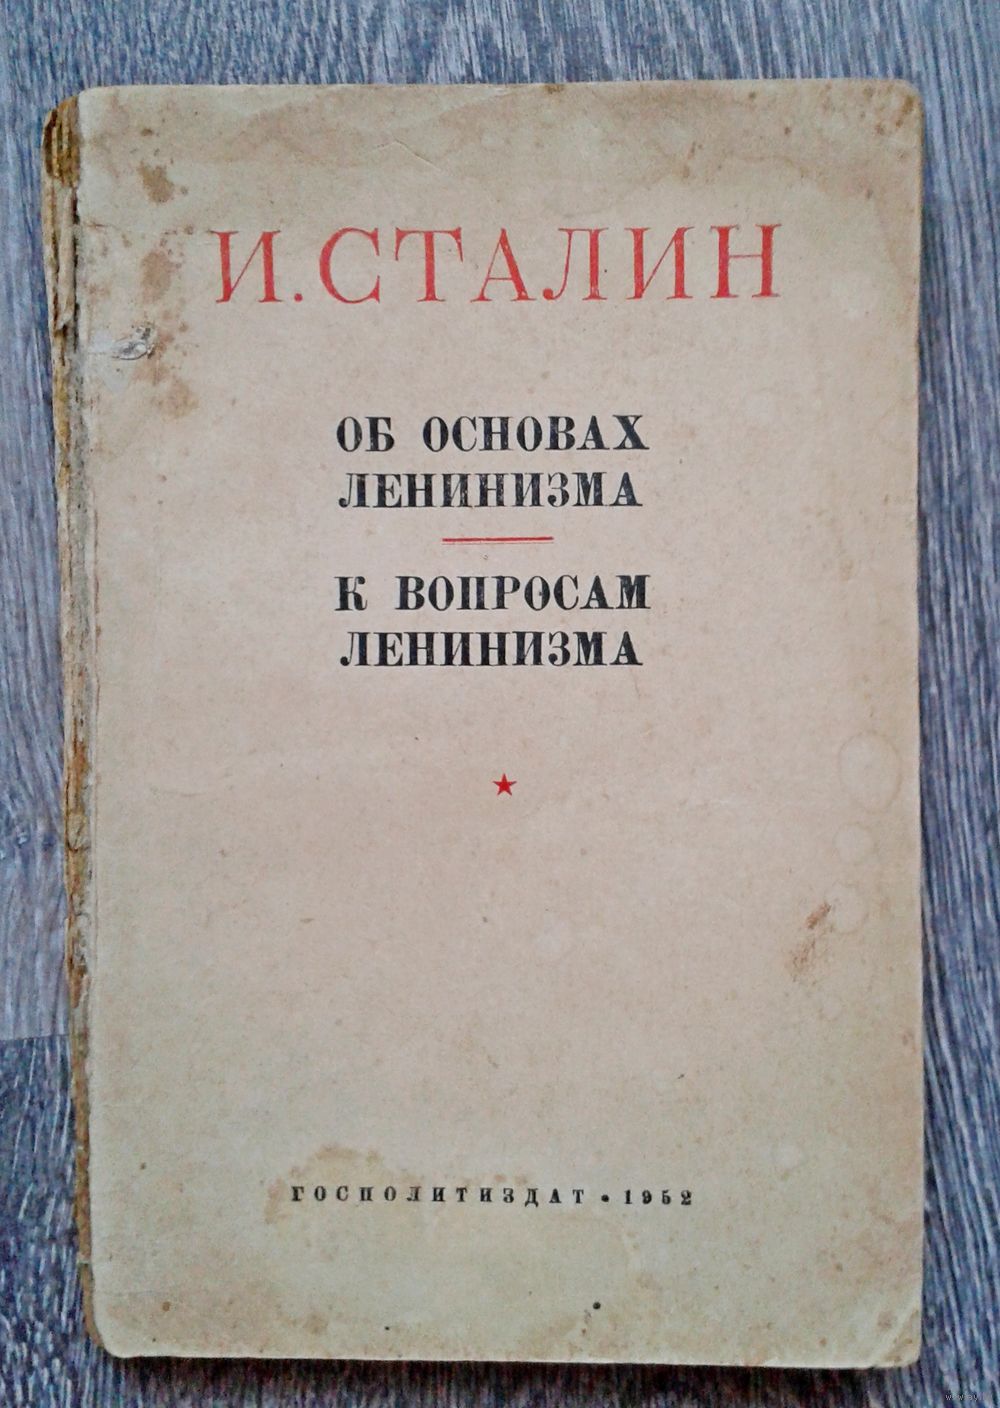 И. СТАЛИН
ОБ ОСНОВАХ
ЛЕНИНИЗМА
К ВОПРОСАМ
ЛЕНИНИЗМА
ГОСПОЛИТИЗДАТ • 1952